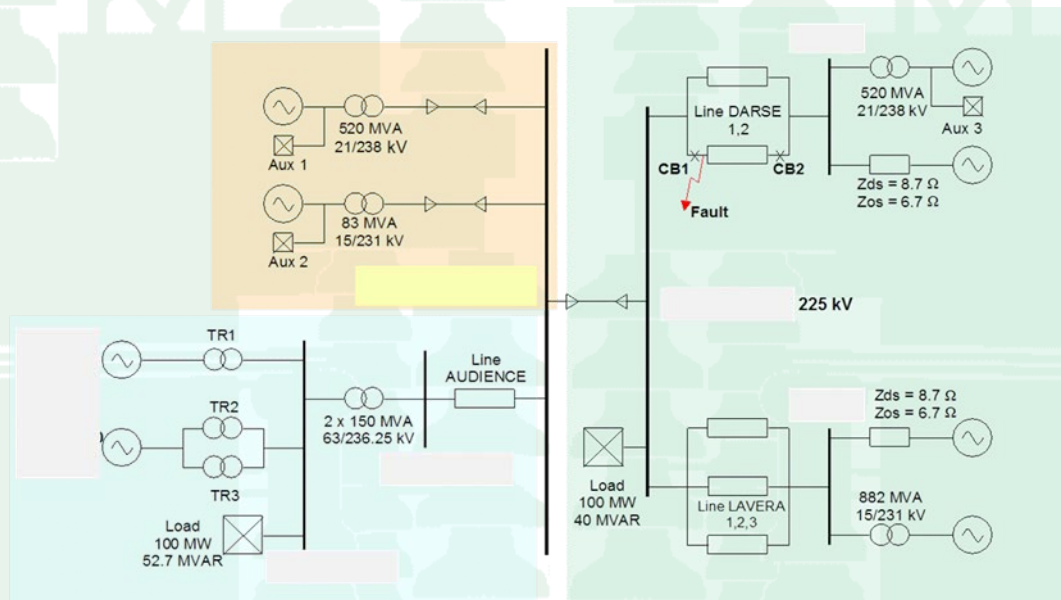 520 MVA
21/238 kV
Aux 1
83 MVA
15/231 kV
Aux 2
TR1
TR2
TR3
Load
100 MW
52.7 MVAR
2 x 150 MVA
63/236.25 kV
Line
AUDIENCE
Line DARSE
1,2
CB1
CB2
Fault
520 MVA
21/238 kV
Aux 3
Zds = 8.7 Ω
Zos = 6.7 Ω
225 kV
Load
100 MW
40 MVAR
Line LAVERA
1,2,3
Zds = 8.7 Ω
Zos = 6.7 Ω
882 MVA
15/231 kV